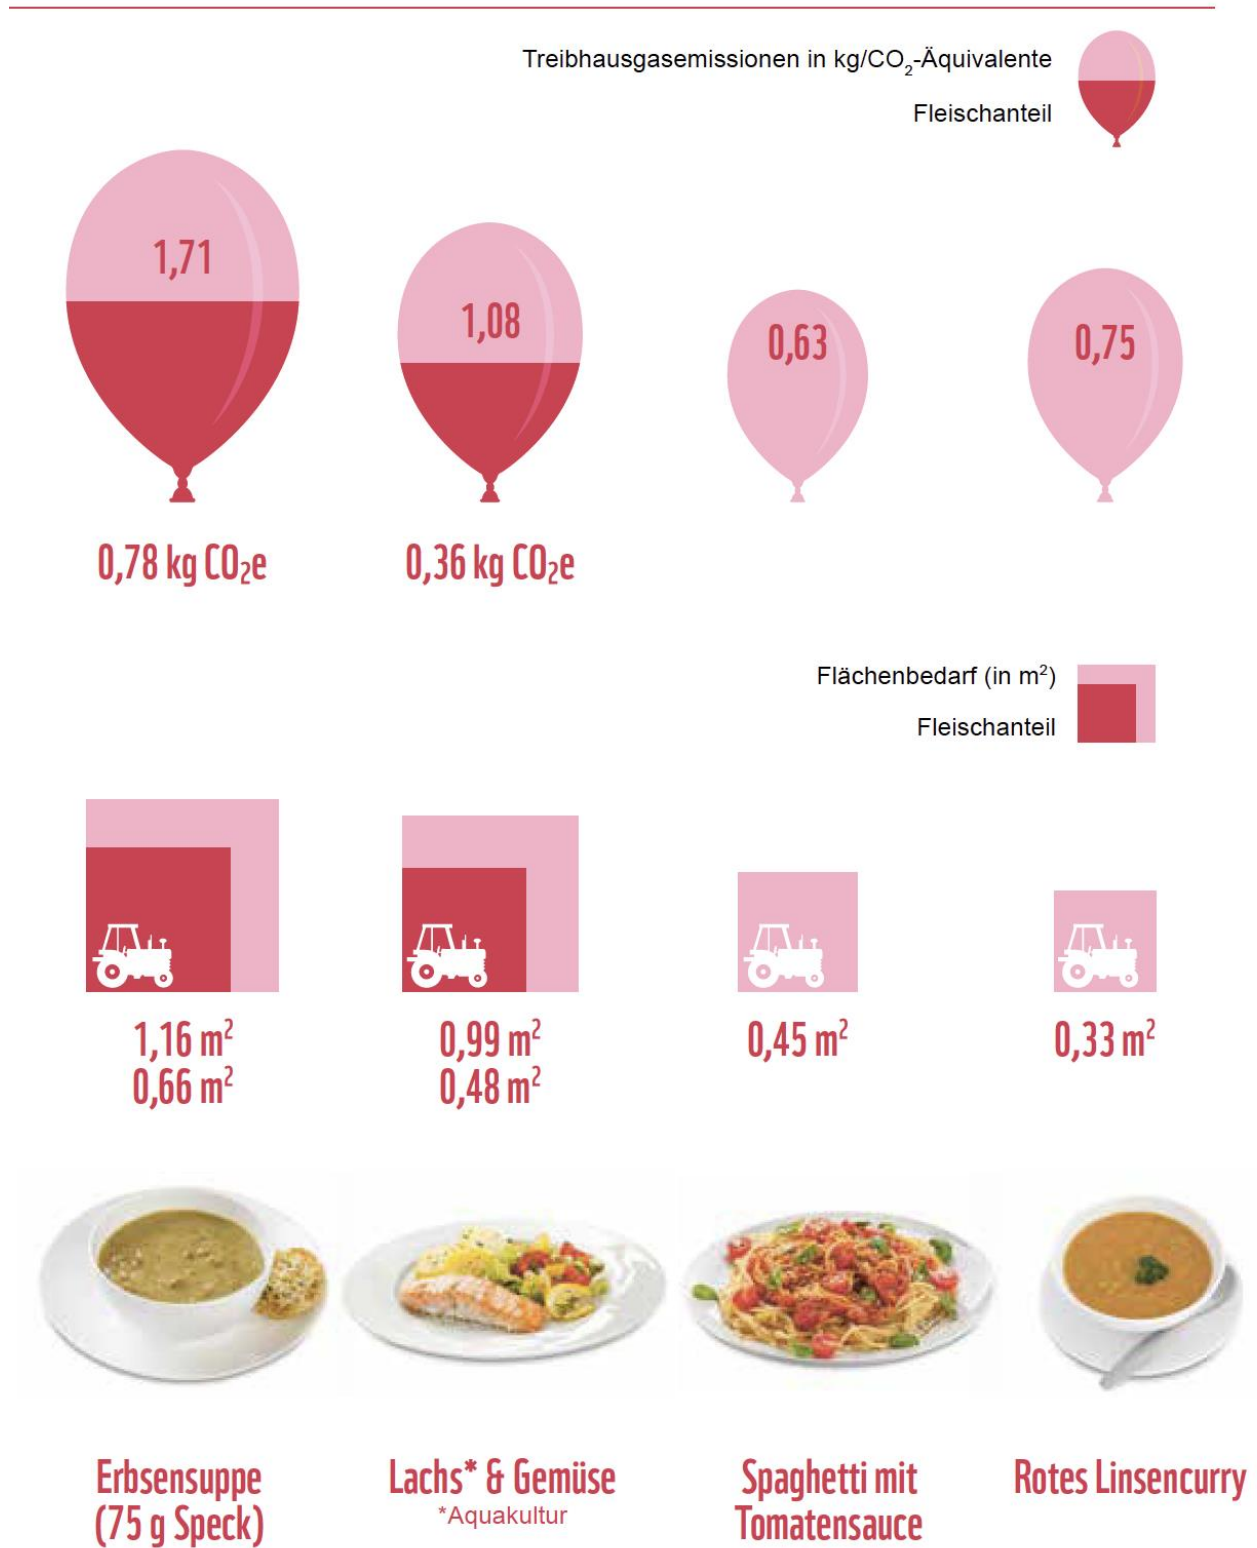 Treibhausgasemissionen in kg/CO₂-Äquivalente
Fleischanteil
1,71
1,08
0,63
0,75
0,78 kg CO₂e
0,36 kg CO₂e
Flächenbedarf (in m²)
Fleischanteil
1,16 m²
0,99 m²
0,45 m²
0,33 m²
0,66 m²
0,48 m²
Erbsensuppe
(75 g Speck)
Lachs* & Gemüse
*Aquakultur
Spaghetti mit
Tomatensauce
Rotes Linsencurry